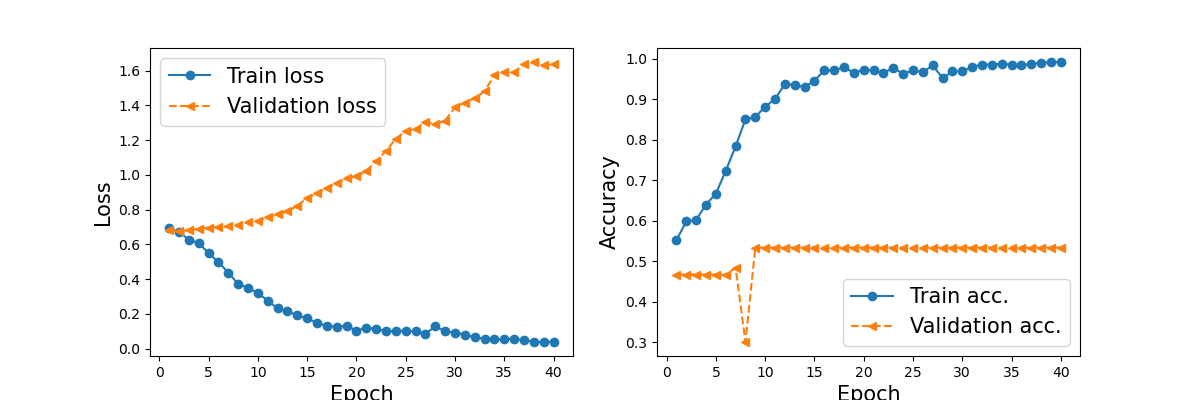 Train loss
Validation loss
Loss
1.6
1.4
1.2
1.0
0.8
0.6
0.4
0.2
0.0
0 5 10 15 20 25 30 35 40
Epoch
Accuracy
1.0
0.9
0.8
0.7
0.6
0.5
0.4
0.3
Train acc.
Validation acc.
0 5 10 15 20 25 30 35 40
Epoch